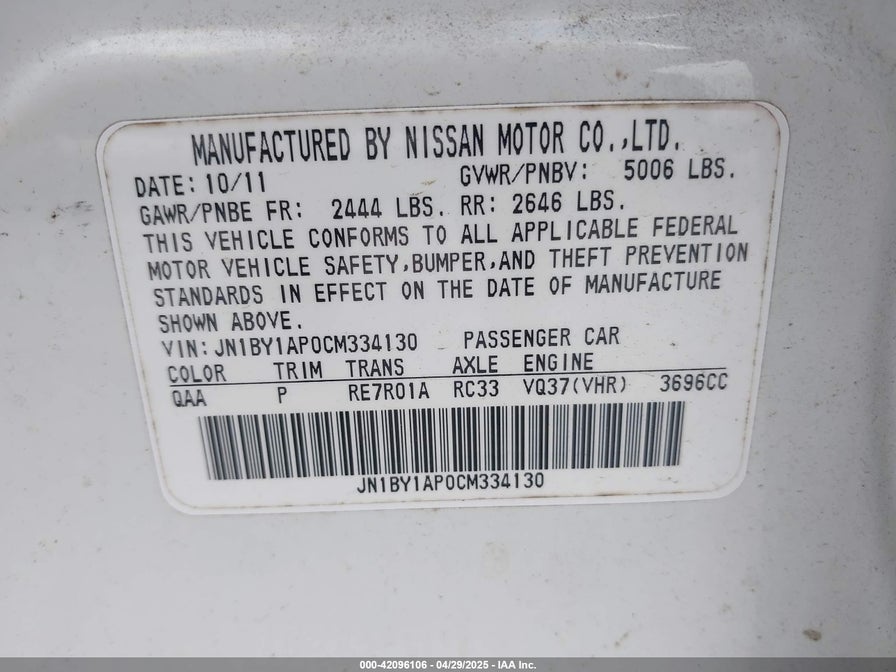 MANUFACTURED BY NISSAN MOTOR CO.,LTD.
DATE: 10/11 GVWR/PNBV: 5006 LBS.
GAWR/PNBE FR: 2444 LBS. RR: 2646 LBS.
THIS VEHICLE CONFORMS TO ALL APPLICABLE FEDERAL
MOTOR VEHICLE SAFETY,BUMPER,AND THEFT PREVENTION
STANDARDS IN EFFECT ON THE DATE OF MANUFACTURE
SHOWN ABOVE.
VIN: JN1BY1AP0CM334130 PASSENGER CAR
COLOR TRIM TRANS AXLE ENGINE
QAA P RE7R01A RC33 VQ37(VHR) 3696CC
JN1BY1AP0CM334130
000-42096106 - 04/29/2025 - IAA Inc.